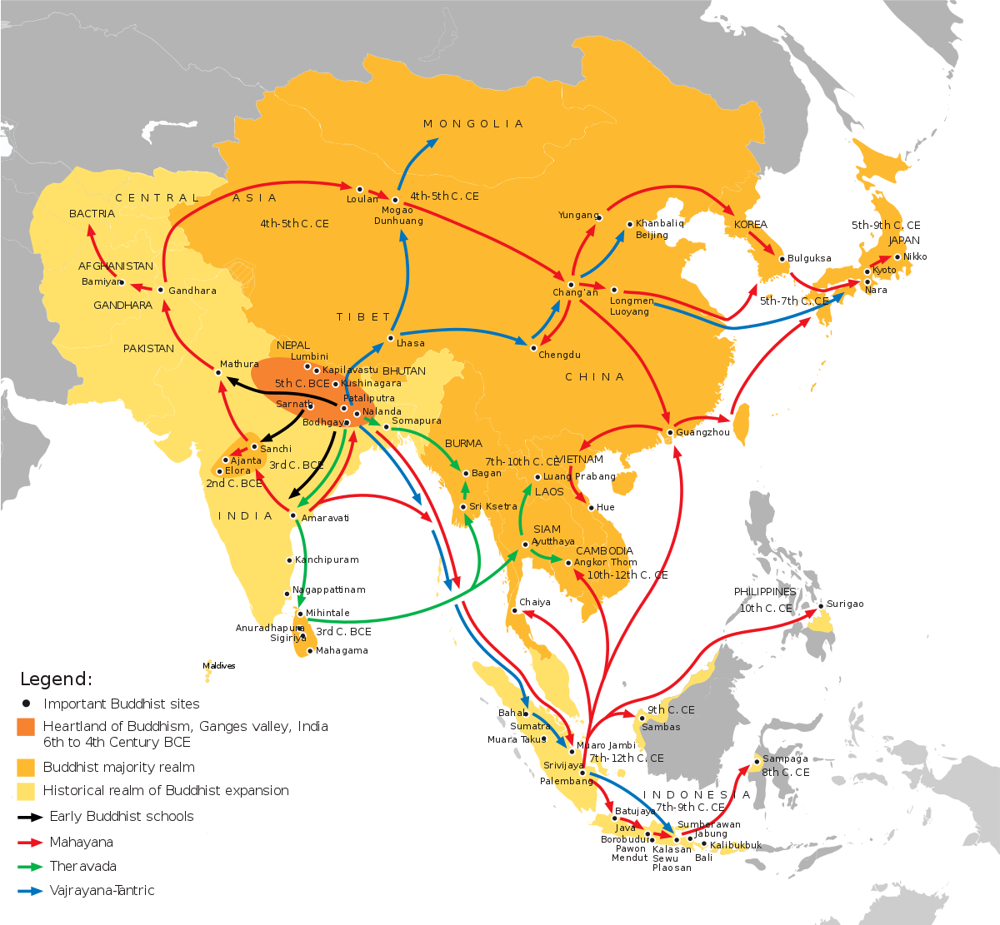 MONGOLIA
CENTRAL ASIA
BACTRIA
4th-5th C. CE
Loulan
Mogao
Dunhuang
4th-5th C. CE
Yungang
Khanbaliq
Beijing
KOREA
5th-9th C. CE
JAPAN
Nikko
Kyoto
Nara
Bulguksa
5th-7th C. CE
AFGHANISTAN
Bamiyan
Gandhara
GANDHARA
Chang'an
Longmen
Luoyang
TIBET
Lhasa
Chengdu
PAKISTAN
NEPAL
Lumbini
Mathura
Kapilavastu
BHUTAN
5th C. BCE
Kushinagara
CHINA
Sarnath
Pataliputra
Nalanda
Bodhgaya
Somapura
Guangzhou
Sanchi
Ajanta
Elora
3rd C. BCE
2nd C. BCE
BURMA
7th-10th C. CE
VIETNAM
Bagan
Luang Prabang
LAOS
Sri Ksetra
Hue
INDIA
Amaravati
SIAM
Ayutthaya
CAMBODIA
Angkor Thom
10th-12th C. CE
Kanchipuram
Nagappattinam
Chaiya
PHILIPPINES
10th C. CE
Surigao
Mihintale
Anuradhapura
3rd C. BCE
Sigiriya
Mahagama
Maldives
Legend:
Important Buddhist sites
Heartland of Buddhism, Ganges valley, India
6th to 4th Century BCE
Buddhist majority realm
Historical realm of Buddhist expansion
Early Buddhist schools
Mahayana
Theravada
Vajrayana-Tantric
Bahal
Sumatra
Muara Takus
Muaro Jambi
7th-12th C. CE
Srivijaya
Palembang
9th C. CE
Sambas
Sampaga
8th C. CE
INDONESIA
7th-9th C. CE
Batujaya
Java
Borobudur
Pawon
Mendut
Kalasan
Sewu
Plaosan
Sumberawan
Jabung
Kalibukbuk
Bali